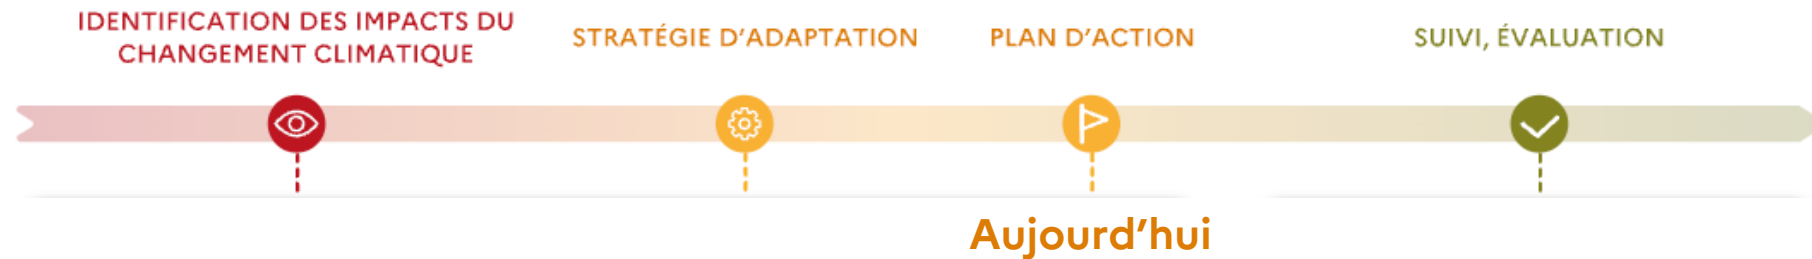 IDENTIFICATION DES IMPACTS DU
CHANGEMENT CLIMATIQUE
STRATÉGIE D'ADAPTATION
PLAN D'ACTION
SUIVI, ÉVALUATION
Aujourd'hui